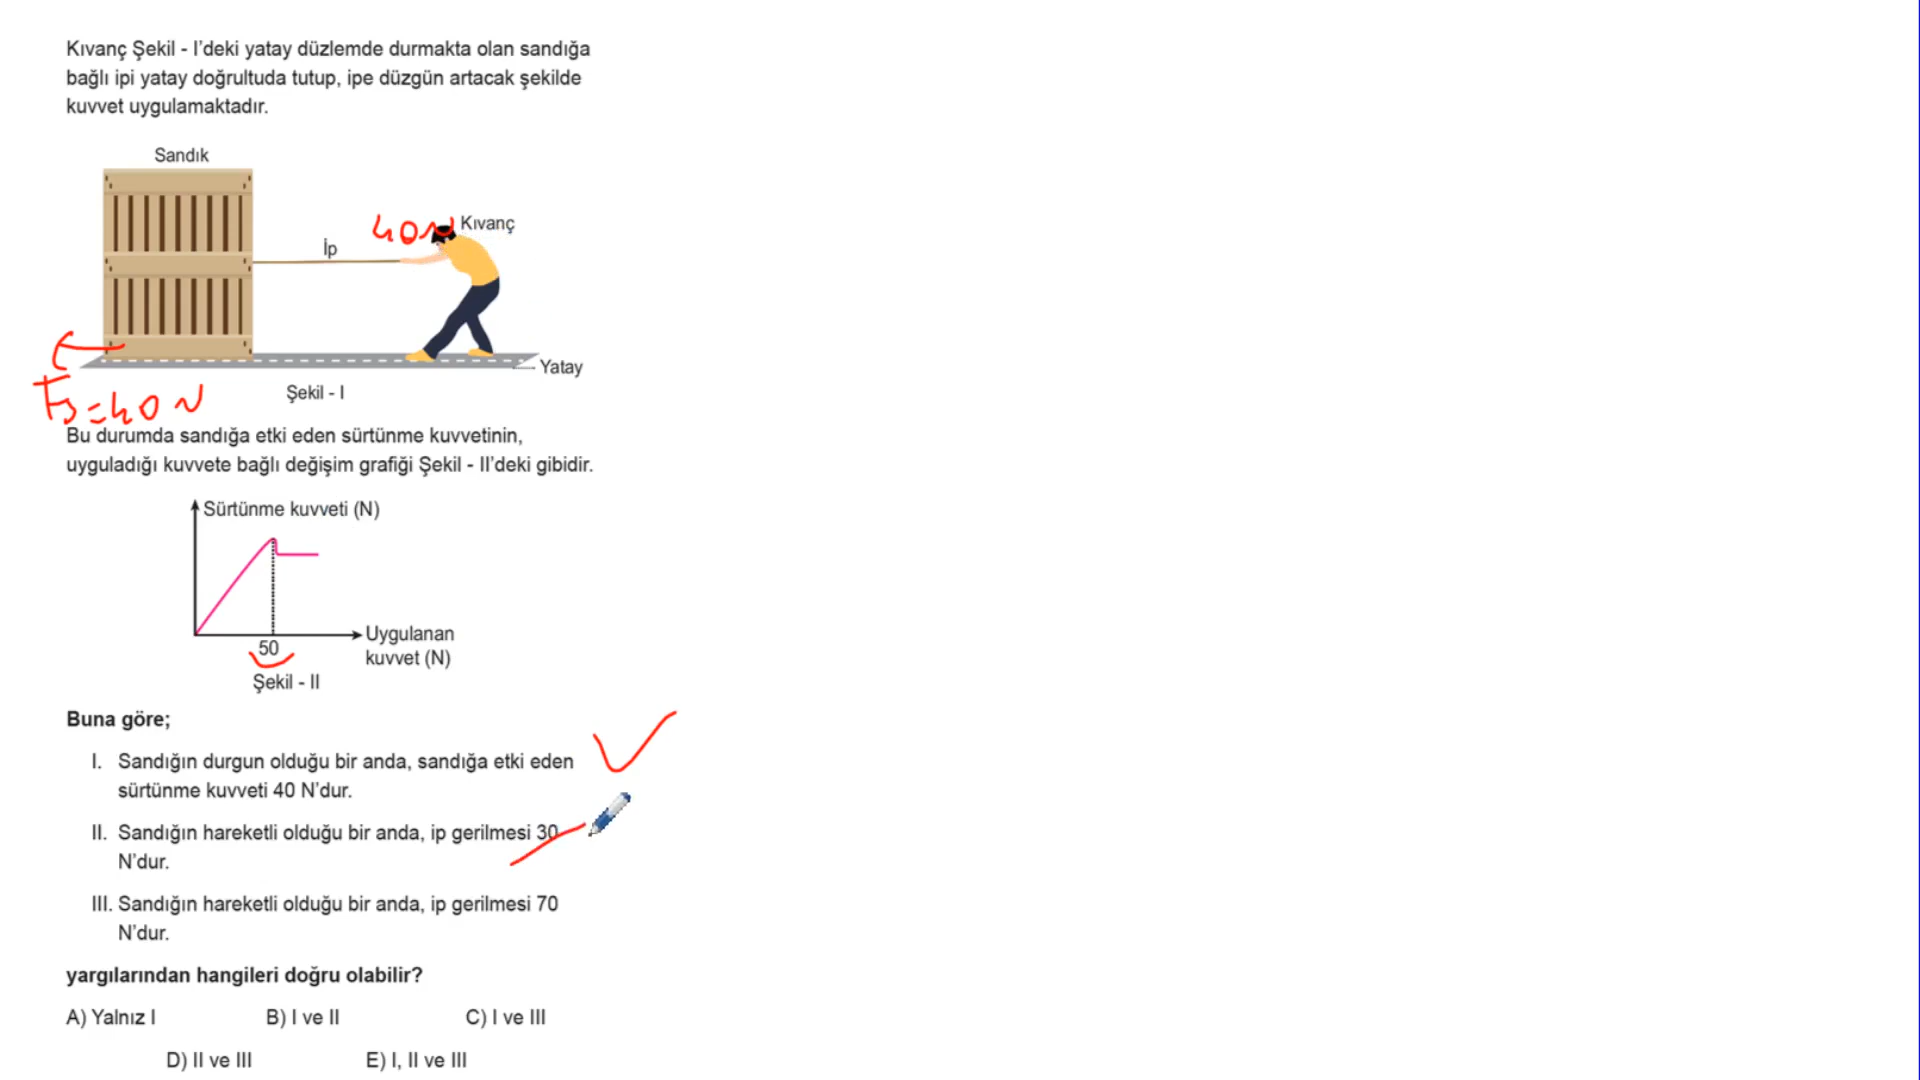 Kıvanç Şekil - I'deki yatay düzlemde durmakta olan sandığa
bağlı ipi yatay doğrultuda tutup, ipe düzgün artacak şekilde
kuvvet uygulamaktadır.
Sandık
40N
Kıvanç
İp
Yatay
Şekil - I
Fs=40 N
Bu durumda sandığa etki eden sürtünme kuvvetinin,
uyguladığı kuvvete bağlı değişim grafiği Şekil - II'deki gibidir.
Sürtünme kuvveti (N)
Uygulanan
kuvvet (N)
50
Şekil - II
Buna göre;
I. Sandığın durgun olduğu bir anda, sandığa etki eden
sürtünme kuvveti 40 N'dur.
II. Sandığın hareketli olduğu bir anda, ip gerilmesi 30
N'dur.
III. Sandığın hareketli olduğu bir anda, ip gerilmesi 70
N'dur.
yargılarından hangileri doğru olabilir?
A) Yalnız I B) I ve II C) I ve III
D) II ve III E) I, II ve III